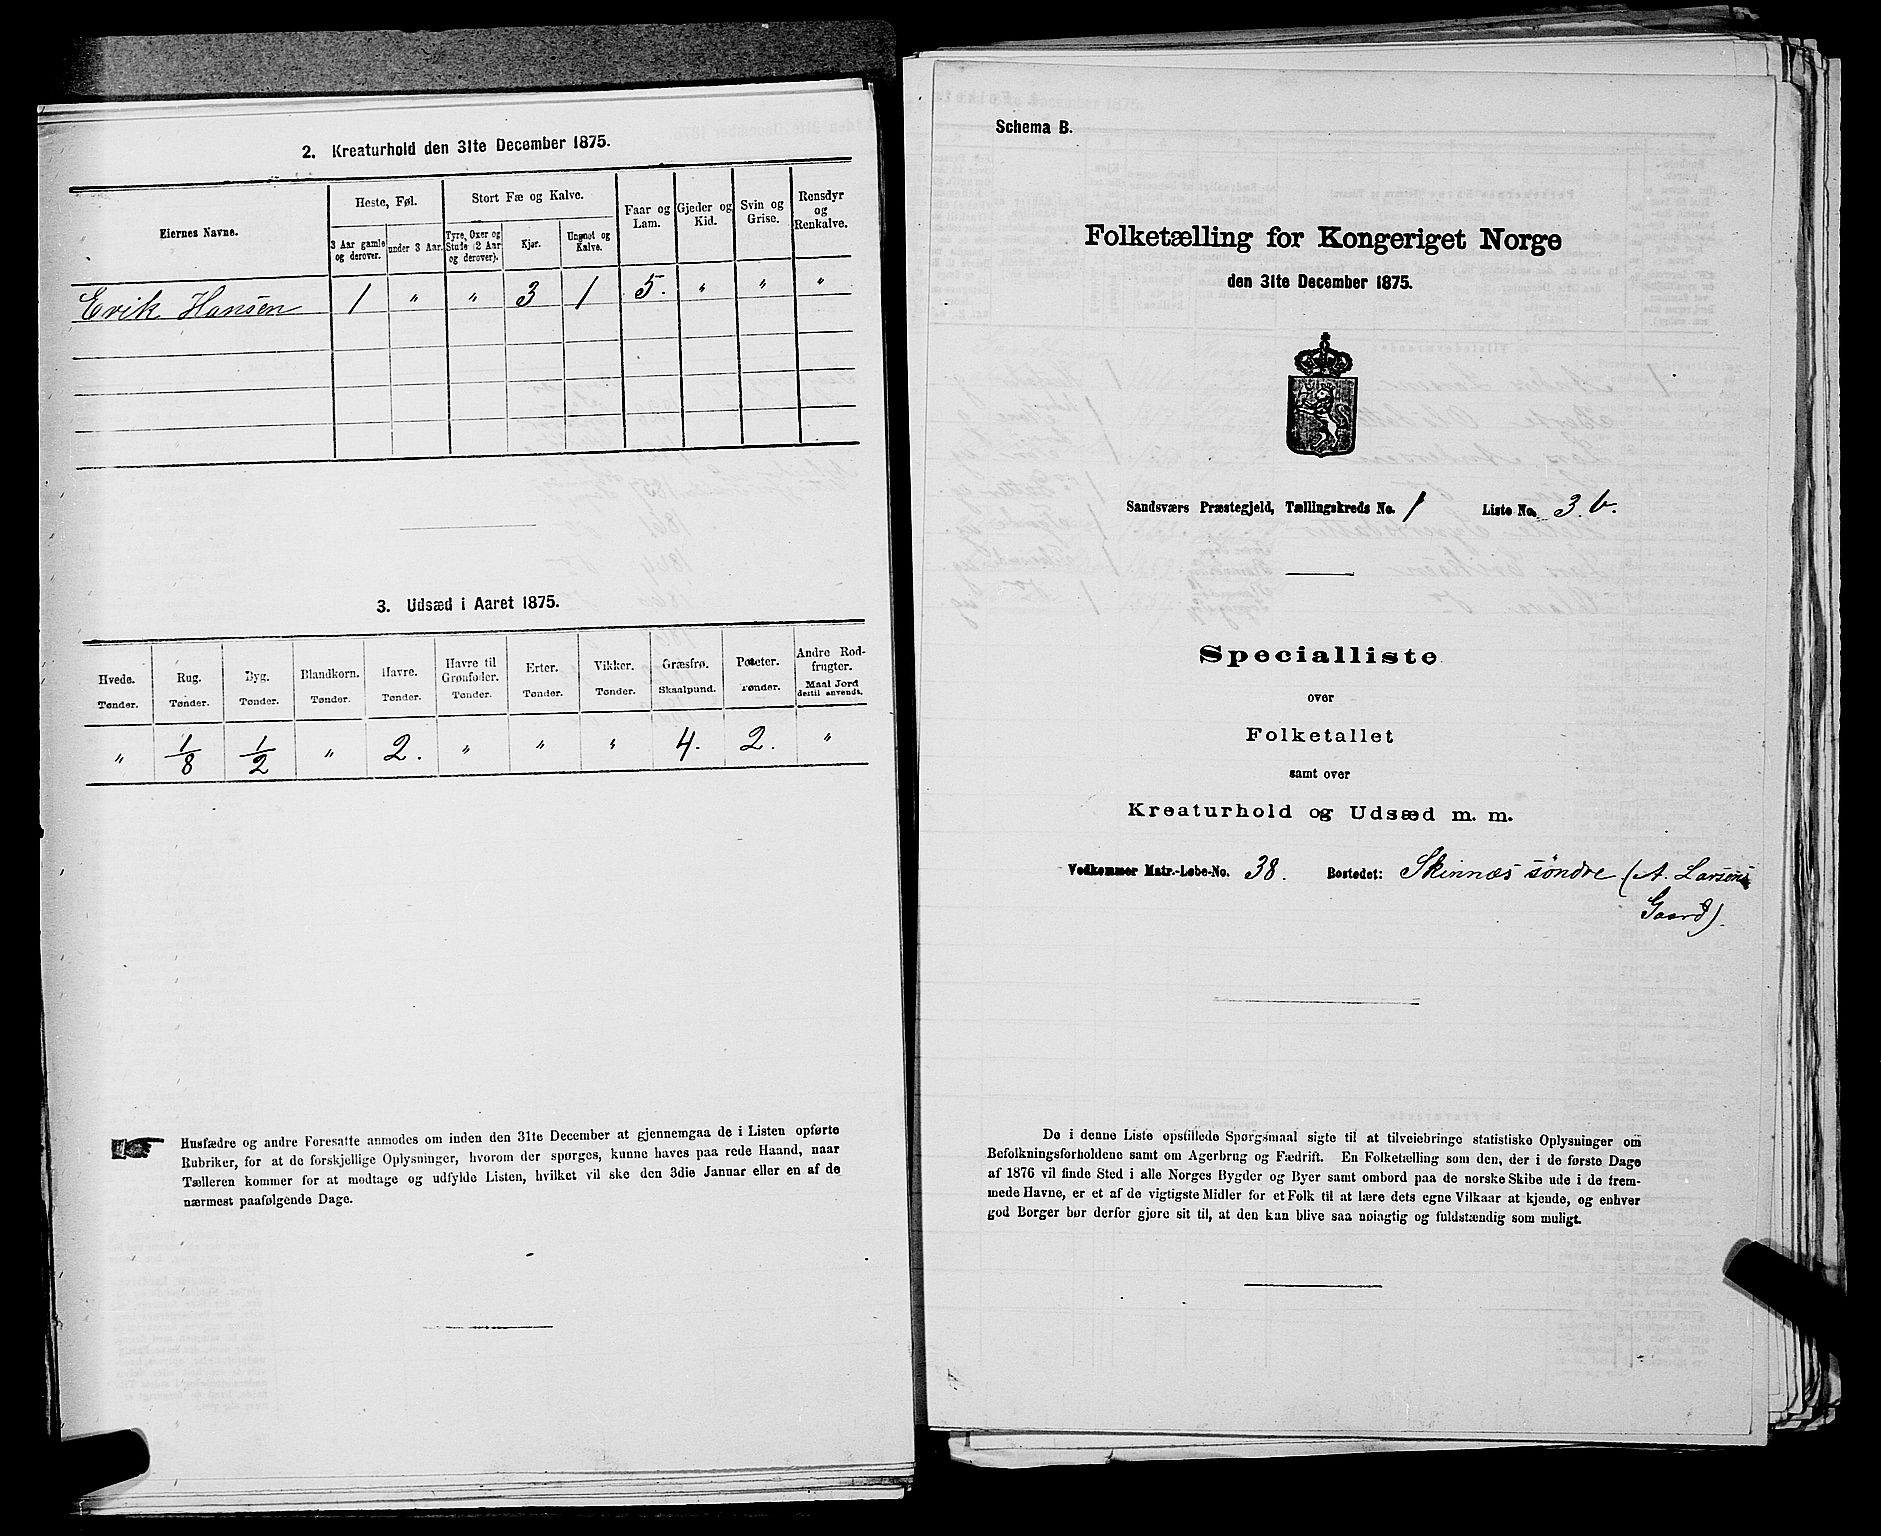 2. Kreaturhold den 31te December 1875.
Eiernes Navne.
Heste, Føl.
3 Aar gamle og derover.
under 3 Aar.
Stort Fæ og Kalve.
Tyre, Oxer og Stude (2 Aar og derover).
Kjør.
Ungnøt og Kalve.
Faar og Lam.
Gjeder og Kid.
Svin og Grise.
Rensdyr og Renkalve.
Erik Hansen 1 " " 3 1 5. " " "
3. Udsæd i Aaret 1875.
Hvede. Tønder.
Rug. Tønder.
Byg. Tønder.
Blandkorn. Tønder.
Havre. Tønder.
Havre til Grønfoder. Tønder.
Erter. Tønder.
Vikker. Tønder.
Græsfrø. Skaalpund.
Poteter. Tønder.
Andre Rodfrugter. Maal Jord dertil anvendt.
" 1/8 1/2 " 2. " " " 4. 2. "
Husfædre og andre Foresatte anmodes om inden den 31te December at gjennemgaa de i Listen opførte
Rubriker, for at de forskjellige Oplysninger, hvorom der spørges, kunne haves paa rede Haand, naar
Tælleren kommer for at modtage og udfylde Listen, hvilket vil ske den 3die Januar eller en af de
nærmest paafølgende Dage.
Schema B.
Folketælling for Kongeriget Norge
den 31te December 1875.
Sandsværs Præstegjeld, Tællingskreds No. 1 Liste No. 3.b.
Specialliste
over
Folketallet
samt over
Kreaturhold og Udsæd m. m.
Vedkommer Matr.-Løbe-No. 38. Bostedet: Skinnæs søndre (A. Larsens
Gaard).
De i denne Liste opstillede Spørgsmaal sigte til at tilveiebringe statistiske Oplysninger om
Befolkningsforholdene samt om Agerbrug og Fædrift. En Folketælling som den, der i de første Dage
af 1876 vil finde Sted i alle Norges Bygder og Byer samt ombord paa de norske Skibe ude i de frem-
mede Havne, er et af de vigtigste Midler for et Folk til at lære dets egne Vilkaar at kjende, og enhver
god Borger bør derfor gjøre sit til, at den kan blive saa nøiagtig og fuldstændig som muligt.